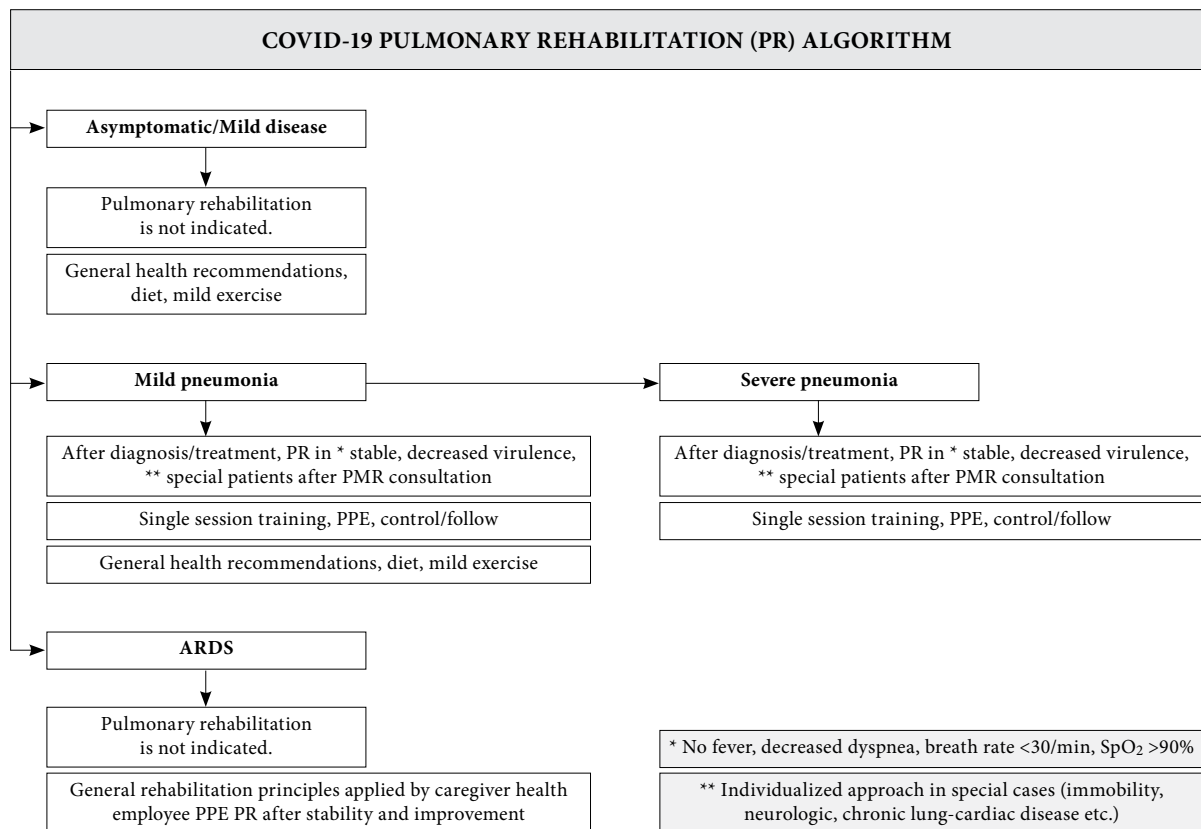 COVID-19 PULMONARY REHABILITATION (PR) ALGORITHM
Asymptomatic/Mild disease
Pulmonary rehabilitation
is not indicated.
General health recommendations,
diet, mild exercise
Mild pneumonia
After diagnosis/treatment, PR in * stable, decreased virulence,
** special patients after PMR consultation
Single session training, PPE, control/follow
General health recommendations, diet, mild exercise
Severe pneumonia
After diagnosis/treatment, PR in * stable, decreased virulence,
** special patients after PMR consultation
Single session training, PPE, control/follow
ARDS
Pulmonary rehabilitation
is not indicated.
General rehabilitation principles applied by caregiver health
employee PPE PR after stability and improvement
* No fever, decreased dyspnea, breath rate <30/min, SpO₂ >90%
** Individualized approach in special cases (immobility,
neurologic, chronic lung-cardiac disease etc.)